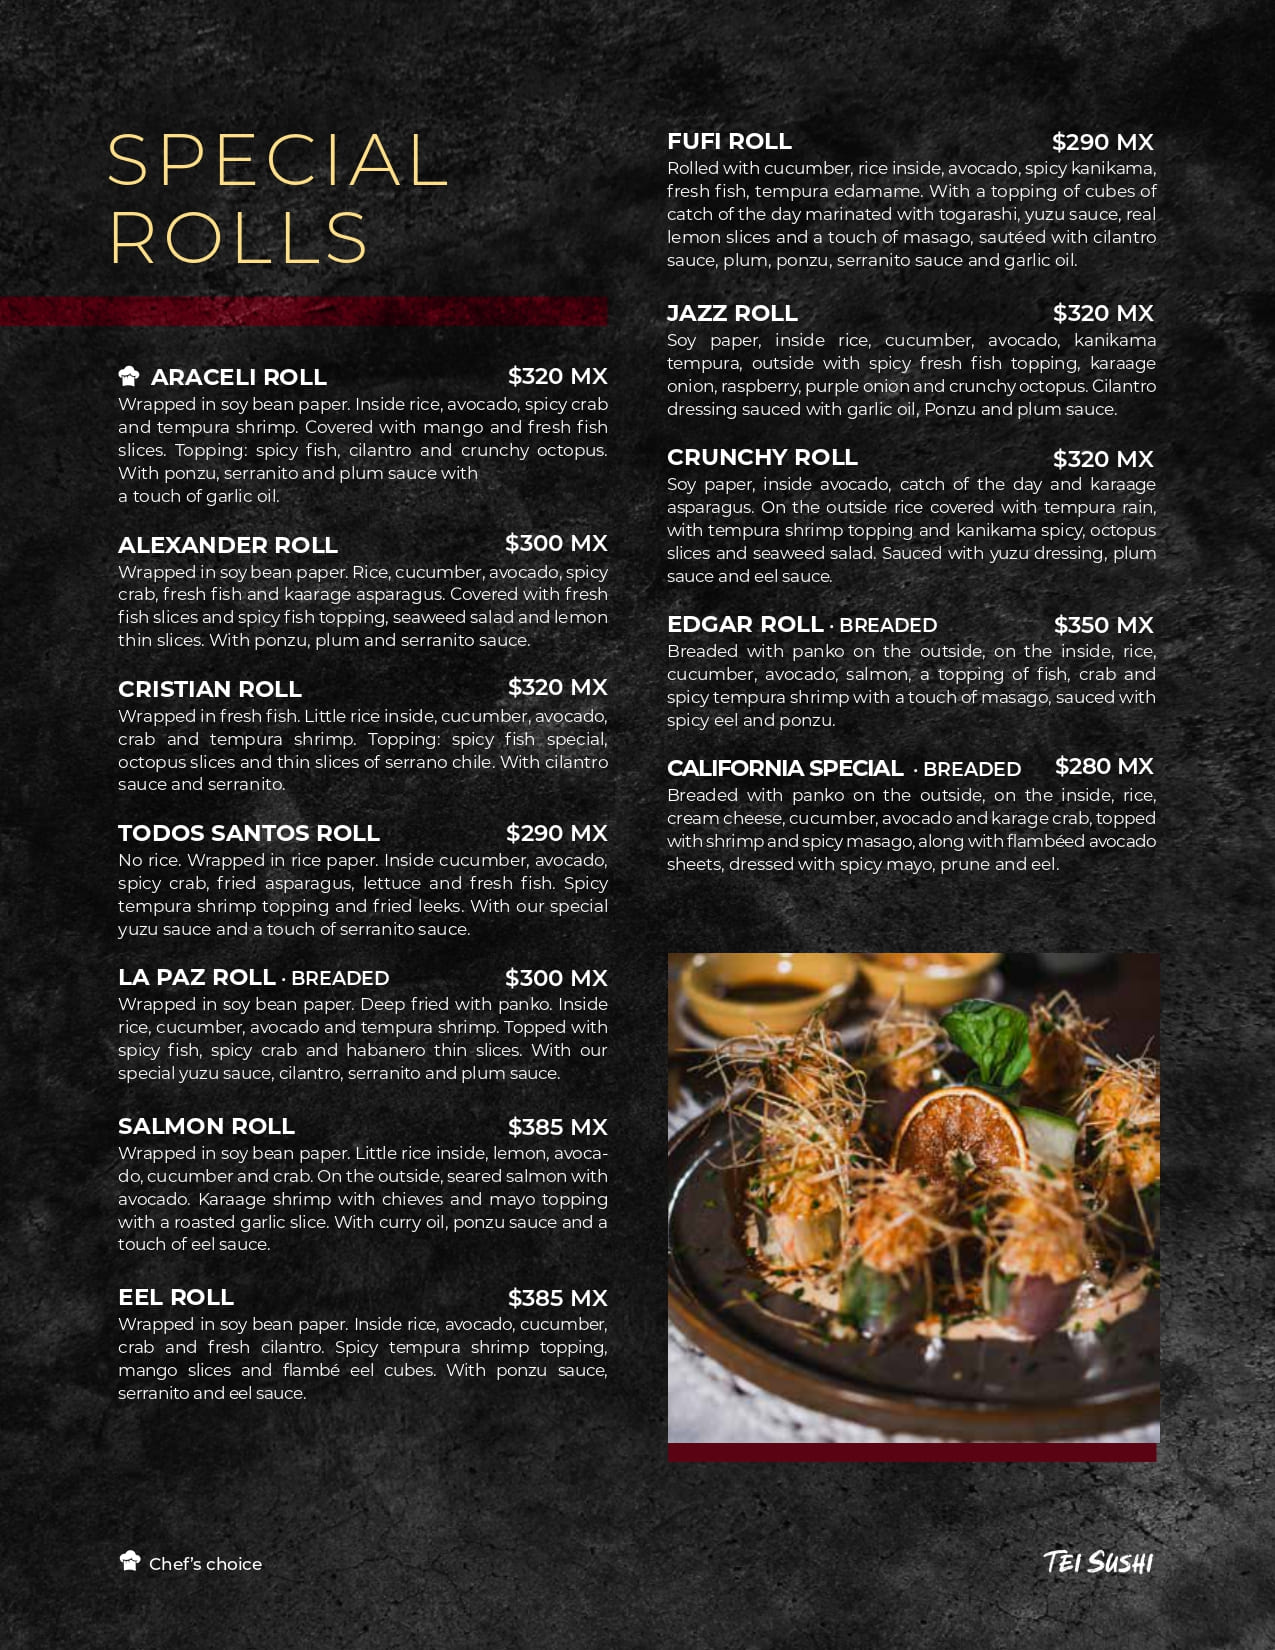 SPECIAL
ROLLS
ARACELI ROLL $320 MX
Wrapped in soy bean paper. Inside rice, avocado, spicy crab
and tempura shrimp. Covered with mango and fresh fish
slices. Topping: spicy fish, cilantro and crunchy octopus.
With ponzu, serranito and plum sauce with
a touch of garlic oil.
ALEXANDER ROLL $300 MX
Wrapped in soy bean paper. Rice, cucumber, avocado, spicy
crab, fresh fish and kaarage asparagus. Covered with fresh
fish slices and spicy fish topping, seaweed salad and lemon
thin slices. With ponzu, plum and serranito sauce.
CRISTIAN ROLL $320 MX
Wrapped in fresh fish. Little rice inside, cucumber, avocado,
crab and tempura shrimp. Topping: spicy fish special,
octopus slices and thin slices of serrano chile. With cilantro
sauce and serranito.
TODOS SANTOS ROLL $290 MX
No rice. Wrapped in rice paper. Inside cucumber, avocado,
spicy crab, fried asparagus, lettuce and fresh fish. Spicy
tempura shrimp topping and fried leeks. With our special
yuzu sauce and a touch of serranito sauce.
LA PAZ ROLL · BREADED $300 MX
Wrapped in soy bean paper. Deep fried with panko. Inside
rice, cucumber, avocado and tempura shrimp. Topped with
spicy fish, spicy crab and habanero thin slices. With our
special yuzu sauce, cilantro, serranito and plum sauce.
SALMON ROLL $385 MX
Wrapped in soy bean paper. Little rice inside, lemon, avoca-
do, cucumber and crab. On the outside, seared salmon with
avocado. Karaage shrimp with chieves and mayo topping
with a roasted garlic slice. With curry oil, ponzu sauce and a
touch of eel sauce.
EEL ROLL $385 MX
Wrapped in soy bean paper. Inside rice, avocado, cucumber,
crab and fresh cilantro. Spicy tempura shrimp topping,
mango slices and flambé eel cubes. With ponzu sauce,
serranito and eel sauce.
FUFI ROLL $290 MX
Rolled with cucumber, rice inside, avocado, spicy kanikama,
fresh fish, tempura edamame. With a topping of cubes of
catch of the day marinated with togarashi, yuzu sauce, real
lemon slices and a touch of masago, sautéed with cilantro
sauce, plum, ponzu, serranito sauce and garlic oil.
JAZZ ROLL $320 MX
Soy paper, inside rice, cucumber, avocado, kanikama
tempura, outside with spicy fresh fish topping, karaage
onion, raspberry, purple onion and crunchy octopus. Cilantro
dressing sauced with garlic oil, Ponzu and plum sauce.
CRUNCHY ROLL $320 MX
Soy paper, inside avocado, catch of the day and karaage
asparagus. On the outside rice covered with tempura rain,
with tempura shrimp topping and kanikama spicy, octopus
slices and seaweed salad. Sauced with yuzu dressing, plum
sauce and eel sauce.
EDGAR ROLL · BREADED $350 MX
Breaded with panko on the outside, on the inside, rice,
cucumber, avocado, salmon, a topping of fish, crab and
spicy tempura shrimp with a touch of masago, sauced with
spicy eel and ponzu.
CALIFORNIA SPECIAL · BREADED $280 MX
Breaded with panko on the outside, on the inside, rice,
cream cheese, cucumber, avocado and karage crab, topped
with shrimp and spicy masago, along with flambéed avocado
sheets, dressed with spicy mayo, prune and eel.
Chef's choice
TEI SUSHI